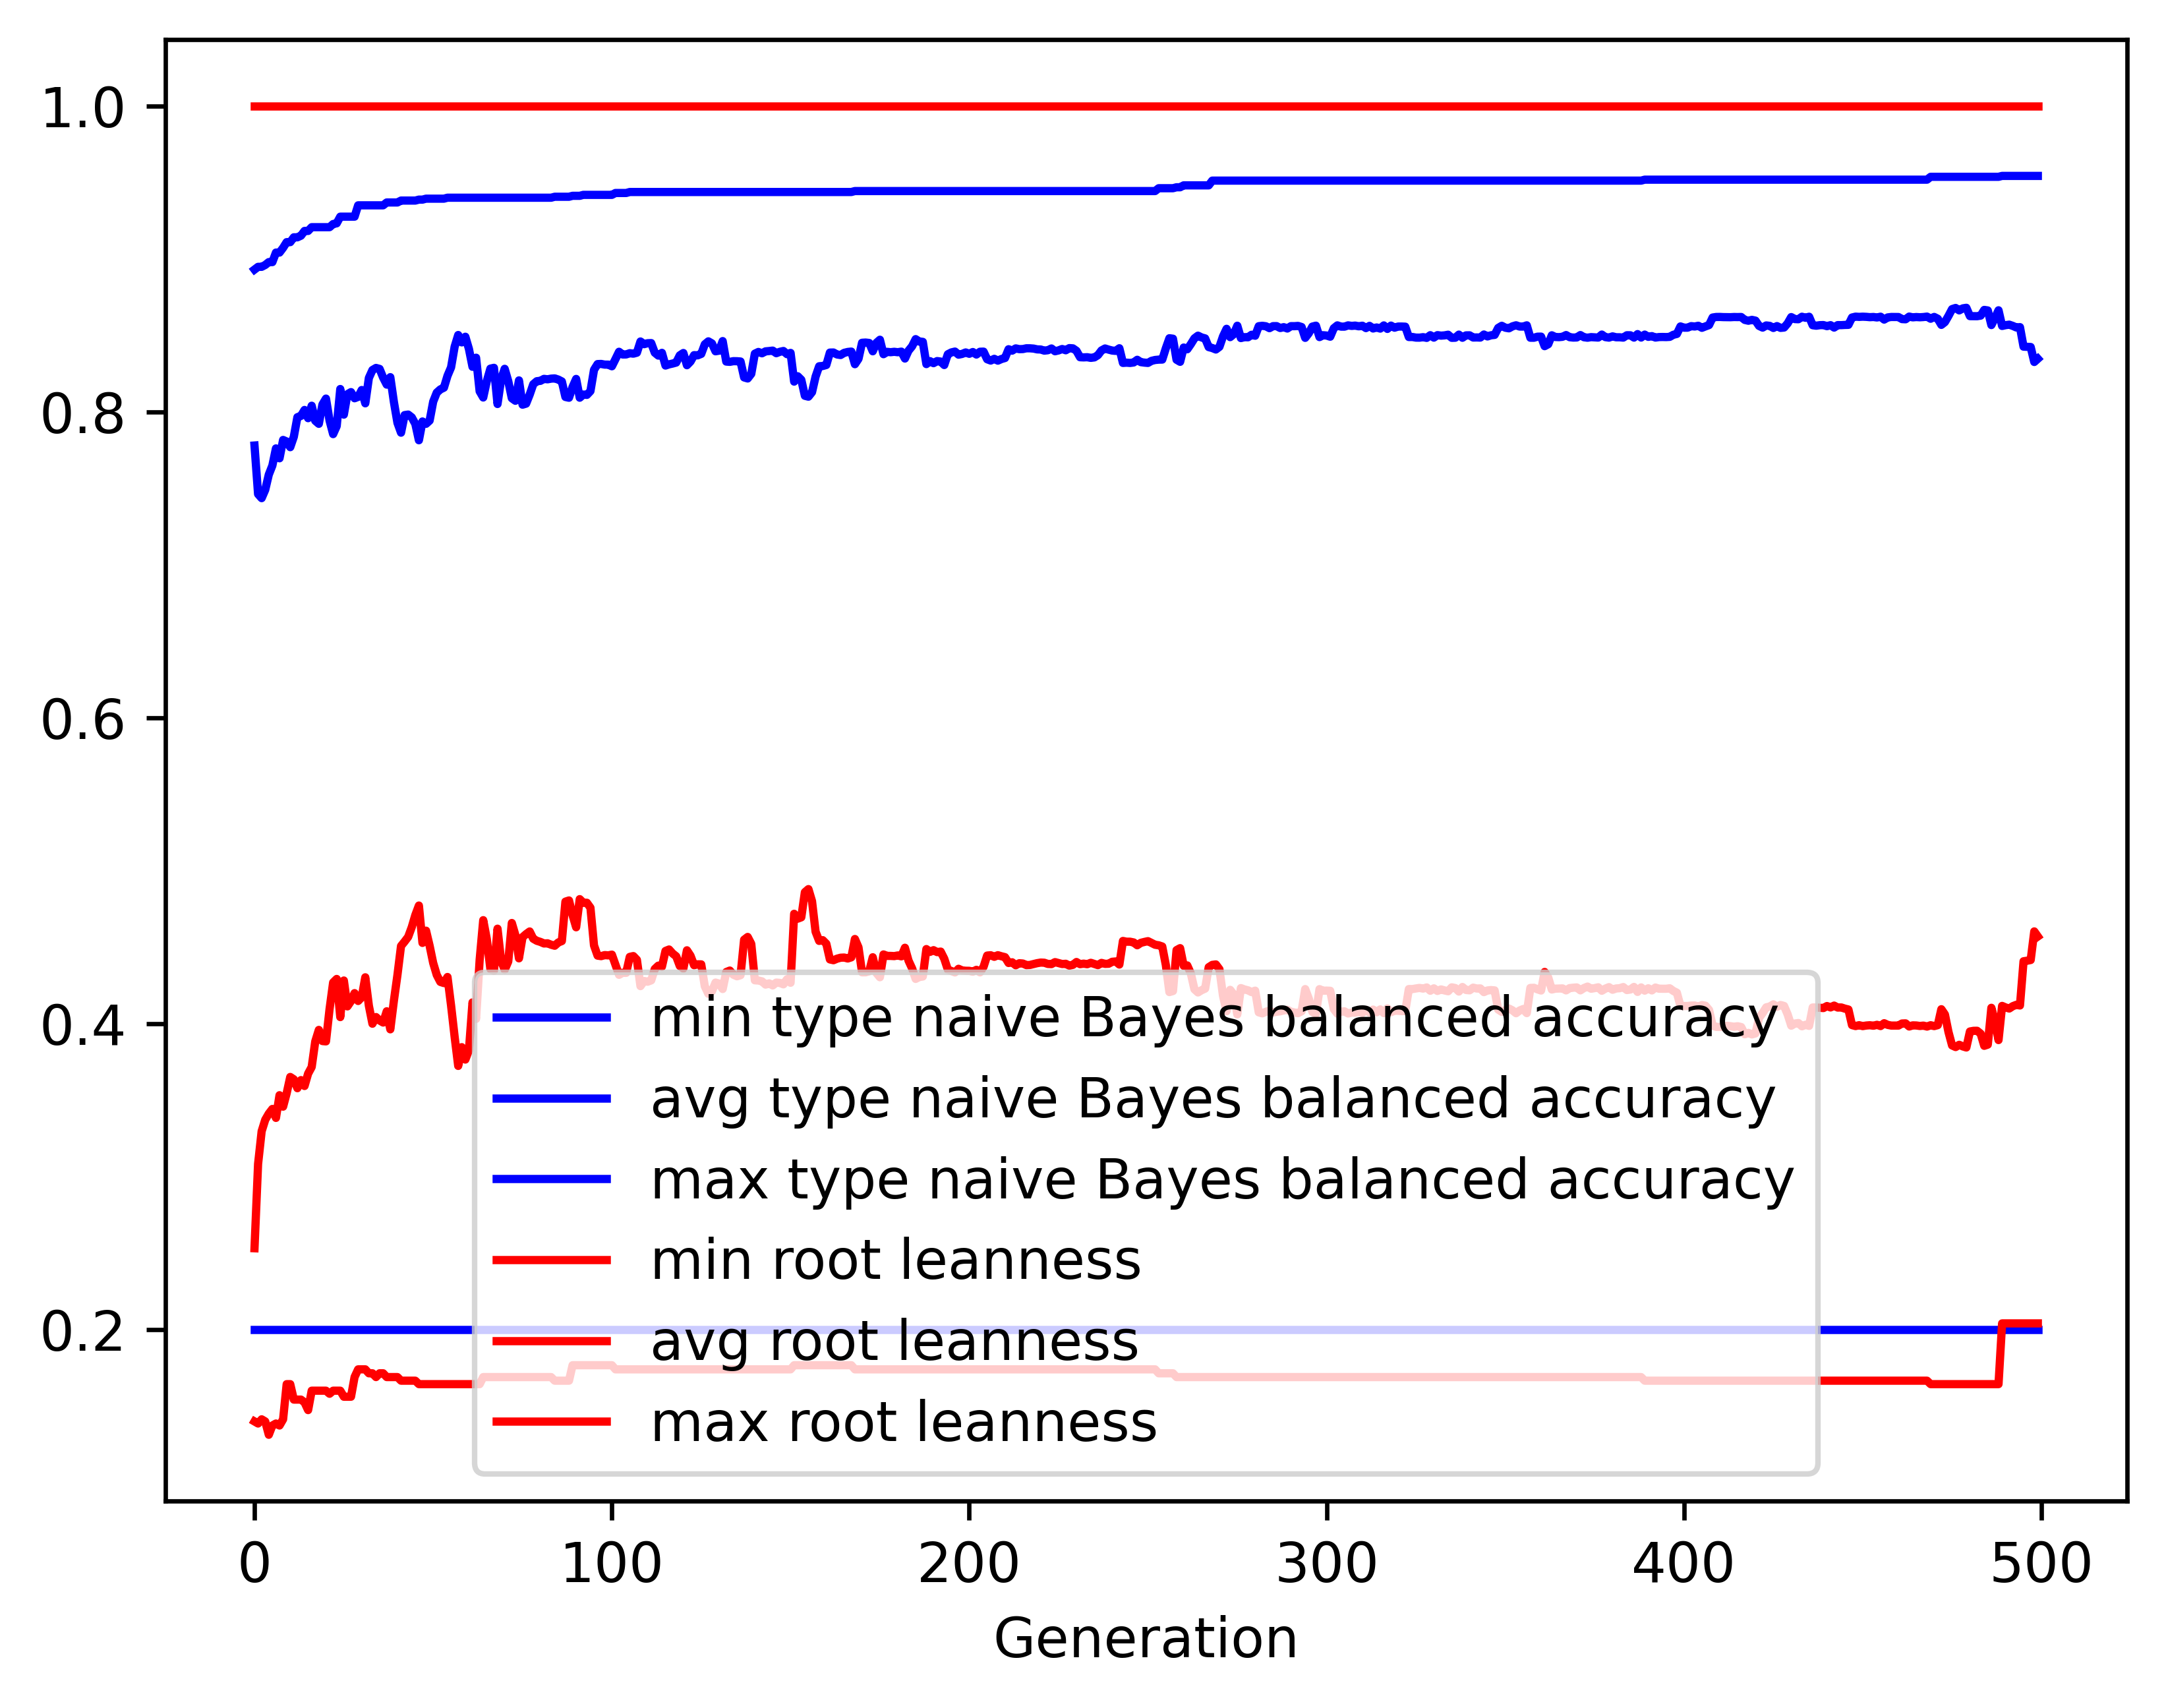 1.0
0.8
0.6
0.4
0.2
min type naive Bayes balanced accuracy
avg type naive Bayes balanced accuracy
max type naive Bayes balanced accuracy
min root leanness
avg root leanness
max root leanness
0 100 200 300 400 500
Generation